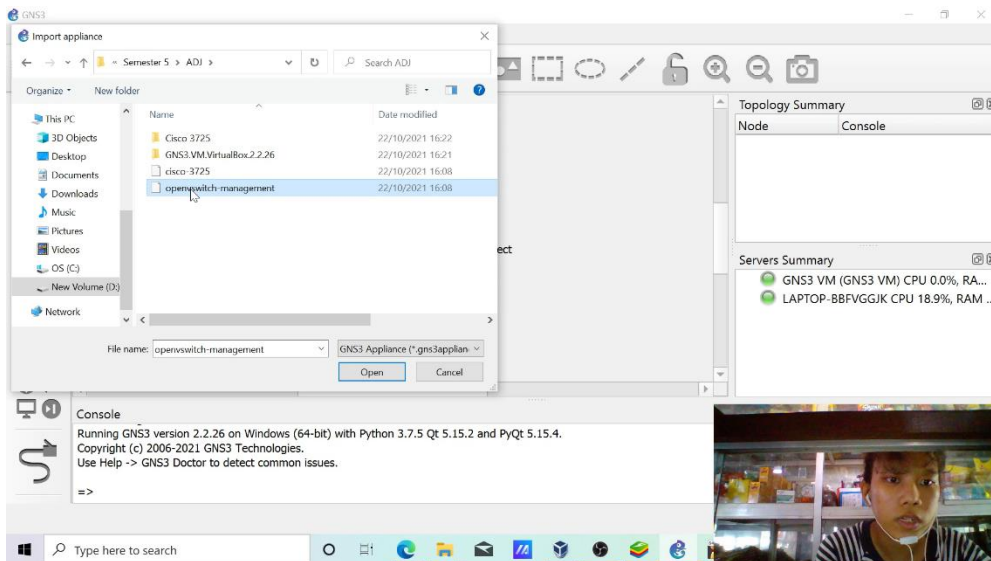 GNS3
Import appliance
« Semester 5 > ADJ >
Search ADJ
Organize
New folder
This PC
3D Objects
Desktop
Documents
Downloads
Music
Pictures
Videos
OS (C:)
New Volume (D:)
Network
Name Date modified
Cisco 3725 22/10/2021 16:22
GNS3.VM.VirtualBox.2.2.26 22/10/2021 16:21
cisco-3725 22/10/2021 16:08
openvswitch-management 22/10/2021 16:08
File name: openvswitch-management
GNS3 Appliance (*.gns3applian
Open Cancel
ect
Topology Summary
Node Console
Servers Summary
GNS3 VM (GNS3 VM) CPU 0.0%, RA...
LAPTOP-BBFVGGJK CPU 18.9%, RAM ..
Console
Running GNS3 version 2.2.26 on Windows (64-bit) with Python 3.7.5 Qt 5.15.2 and PyQt 5.15.4.
Copyright (c) 2006-2021 GNS3 Technologies.
Use Help -> GNS3 Doctor to detect common issues.
=>
Type here to search